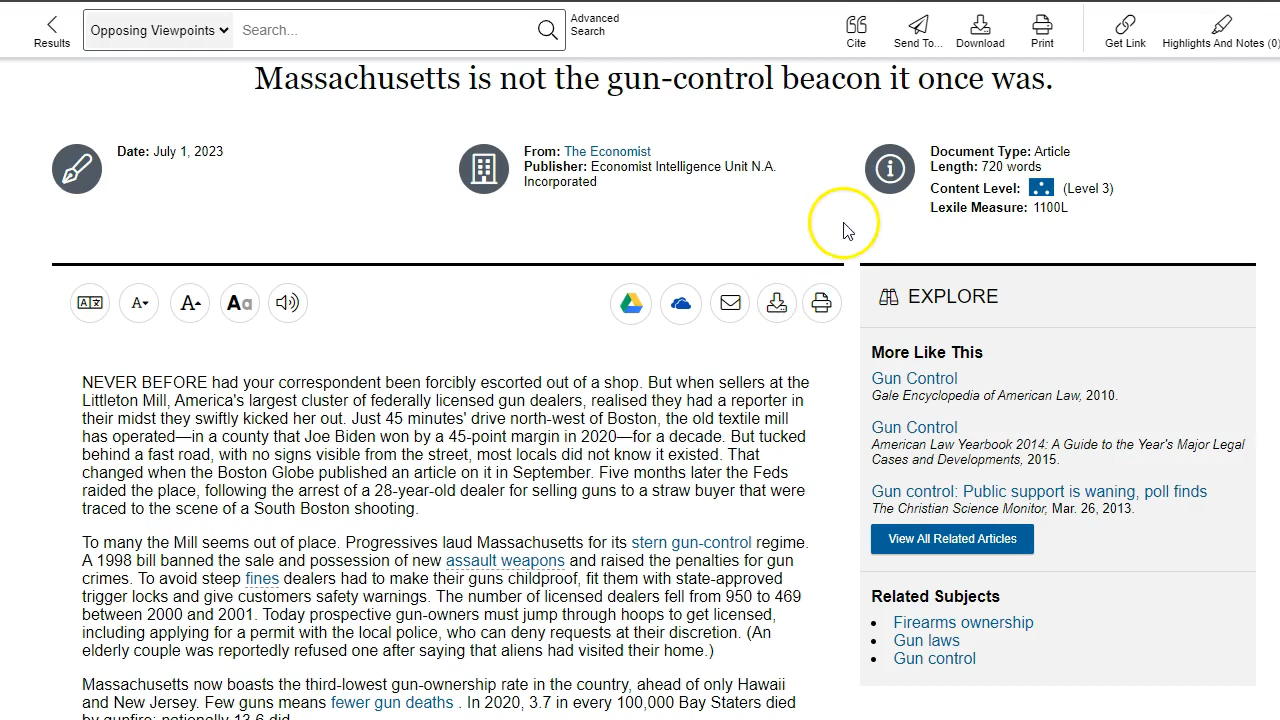 Results
Opposing Viewpoints
Search...
Advanced
Search
Cite
Send To...
Download
Print
Get Link
Highlights And Notes (0)
Massachusetts is not the gun-control beacon it once was.
Date: July 1, 2023
From: The Economist
Publisher: Economist Intelligence Unit N.A.
Incorporated
Document Type: Article
Length: 720 words
Content Level: (Level 3)
Lexile Measure: 1100L
A
A
Aa
NEVER BEFORE had your correspondent been forcibly escorted out of a shop. But when sellers at the
Littleton Mill, America's largest cluster of federally licensed gun dealers, realised they had a reporter in
their midst they swiftly kicked her out. Just 45 minutes' drive north-west of Boston, the old textile mill
has operated—in a county that Joe Biden won by a 45-point margin in 2020—for a decade. But tucked
behind a fast road, with no signs visible from the street, most locals did not know it existed. That
changed when the Boston Globe published an article on it in September. Five months later the Feds
raided the place, following the arrest of a 28-year-old dealer for selling guns to a straw buyer that were
traced to the scene of a South Boston shooting.
To many the Mill seems out of place. Progressives laud Massachusetts for its stern gun-control regime.
A 1998 bill banned the sale and possession of new assault weapons and raised the penalties for gun
crimes. To avoid steep fines dealers had to make their guns childproof, fit them with state-approved
trigger locks and give customers safety warnings. The number of licensed dealers fell from 950 to 469
between 2000 and 2001. Today prospective gun-owners must jump through hoops to get licensed,
including applying for a permit with the local police, who can deny requests at their discretion. (An
elderly couple was reportedly refused one after saying that aliens had visited their home.)
Massachusetts now boasts the third-lowest gun-ownership rate in the country, ahead of only Hawaii
and New Jersey. Few guns means fewer gun deaths . In 2020, 3.7 in every 100,000 Bay Staters died
by gunfire; nationally 13.6 did.
EXPLORE
More Like This
Gun Control
Gale Encyclopedia of American Law, 2010.
Gun Control
American Law Yearbook 2014: A Guide to the Year's Major Legal
Cases and Developments, 2015.
Gun control: Public support is waning, poll finds
The Christian Science Monitor, Mar. 26, 2013.
View All Related Articles
Related Subjects
Firearms ownership
Gun laws
Gun control